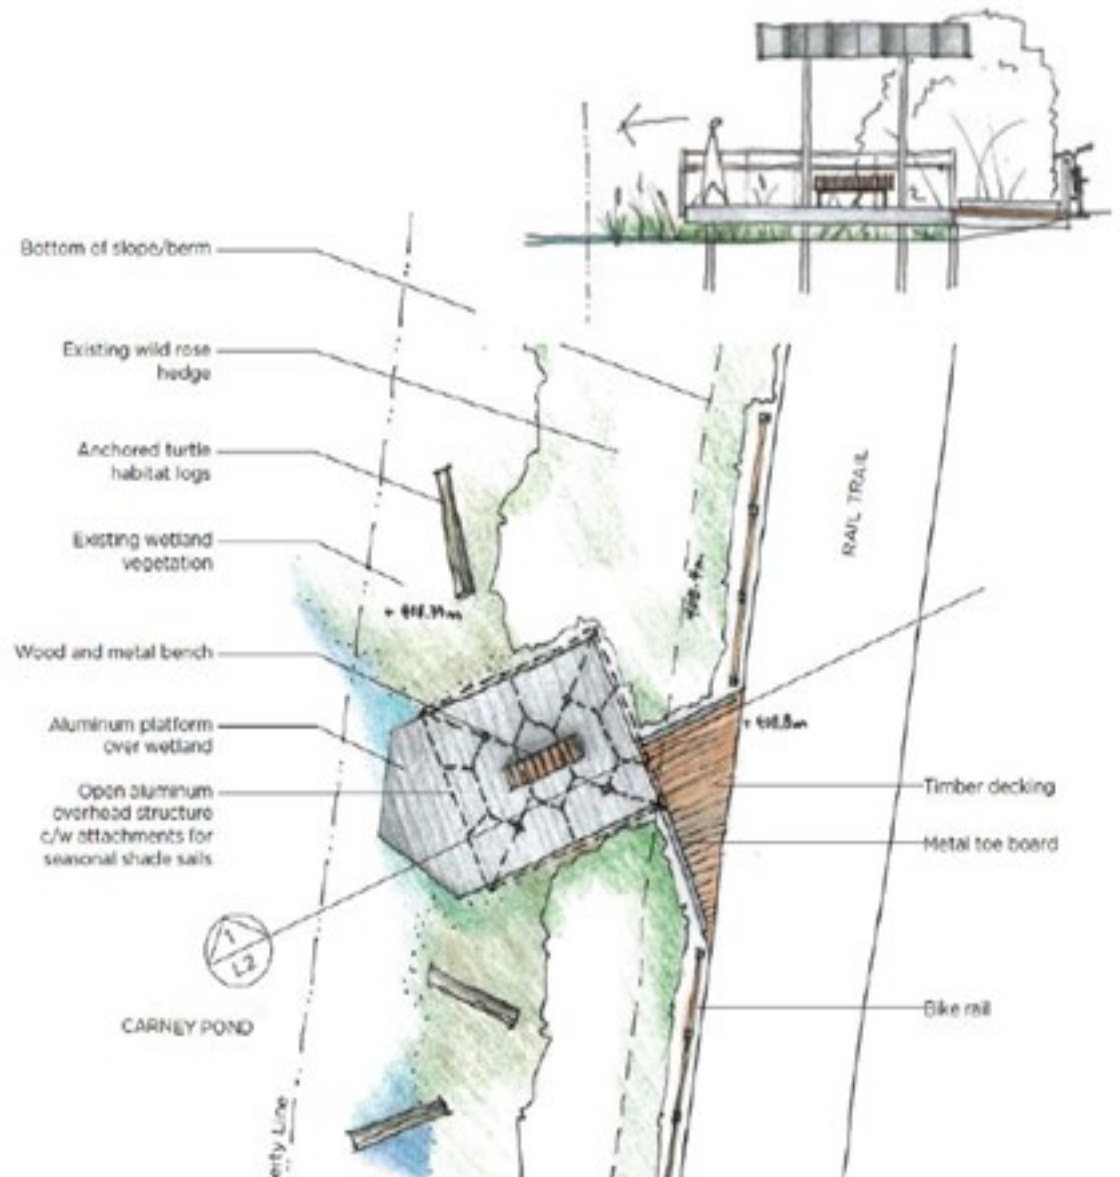 Bottom of slope/berm
Existing wild rose
hedge
Anchored turtle
habitat logs
Existing wetland
vegetation
Wood and metal bench
Aluminum platform
over wetland
Open aluminum
overhead structure
c/w attachments for
seasonal shade sails
1
L2
CARNEY POND
erty Line
RAIL TRAIL
Timber decking
Metal toe board
Bike rail